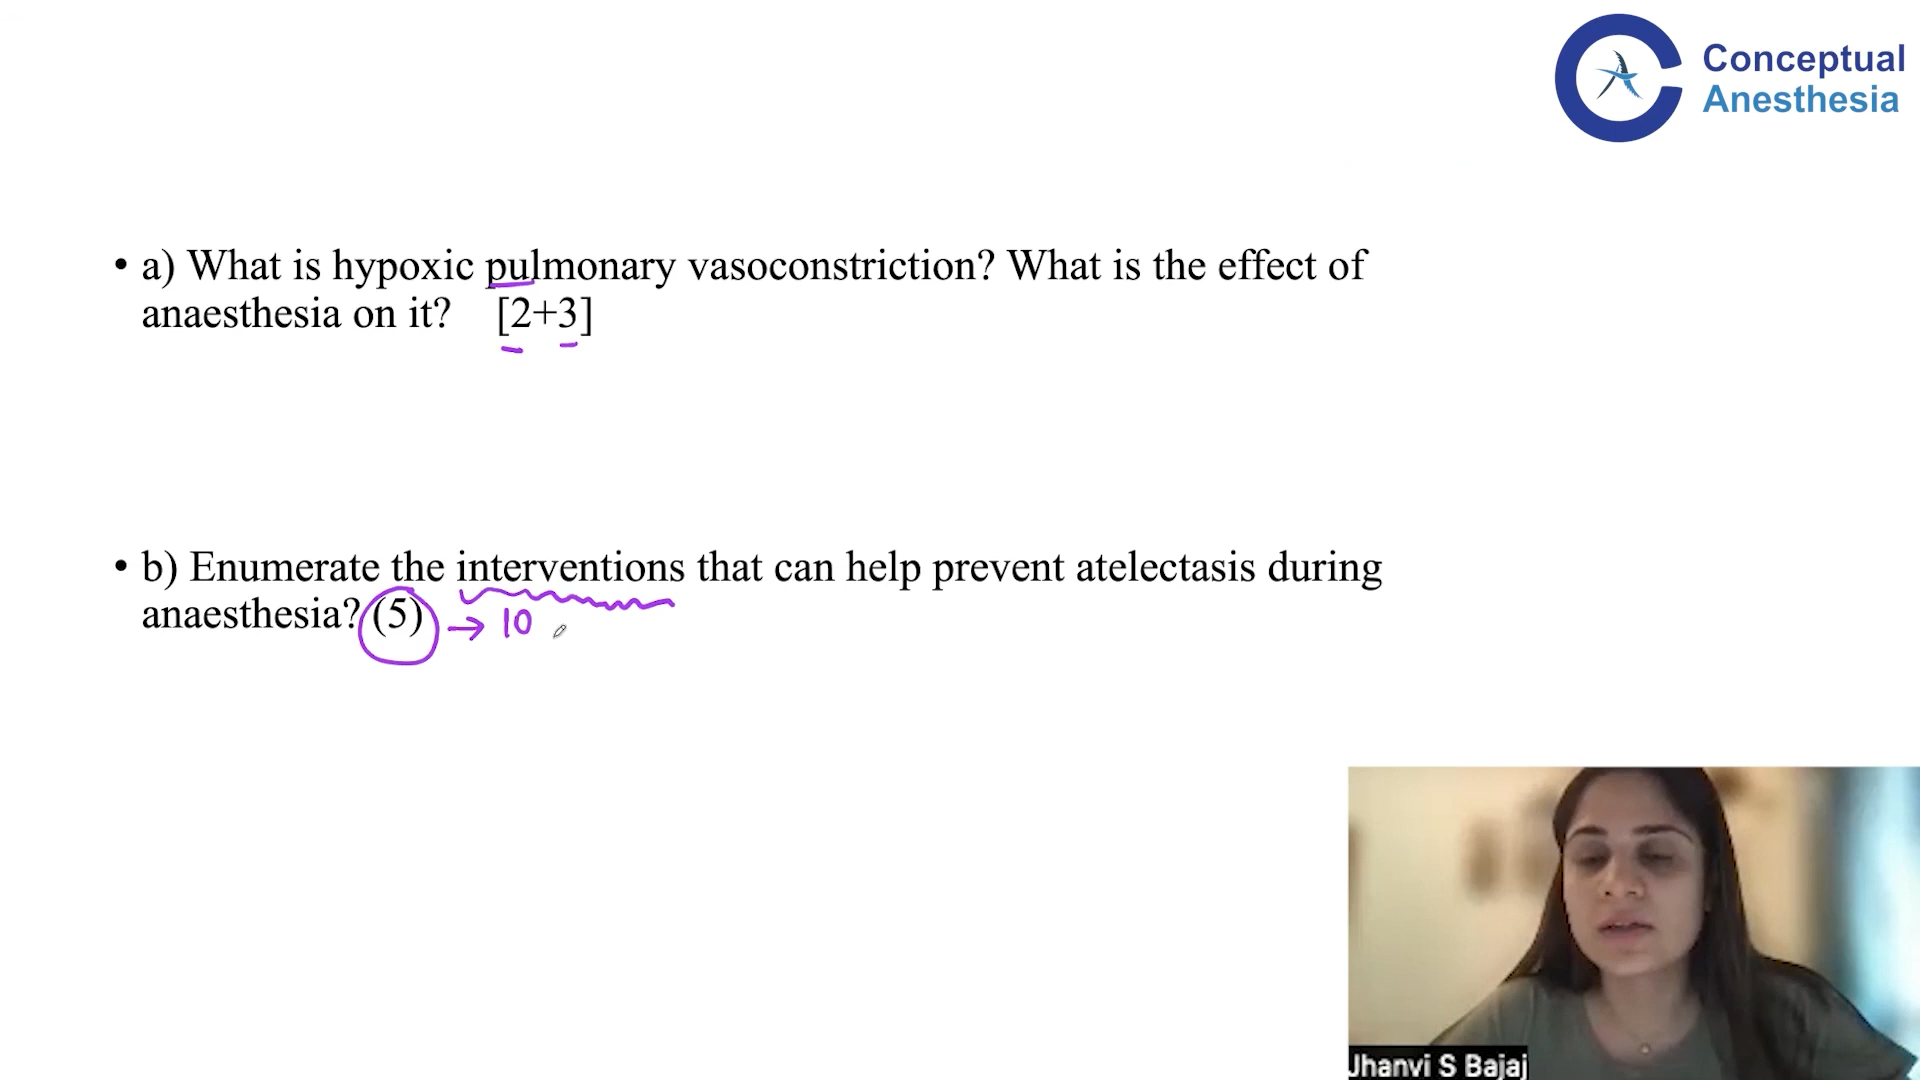 Conceptual
Anesthesia
• a) What is hypoxic pulmonary vasoconstriction? What is the effect of
anaesthesia on it? [2+3]
• b) Enumerate the interventions that can help prevent atelectasis during
anaesthesia? (5) → 10
Jhanvi S Bajaj